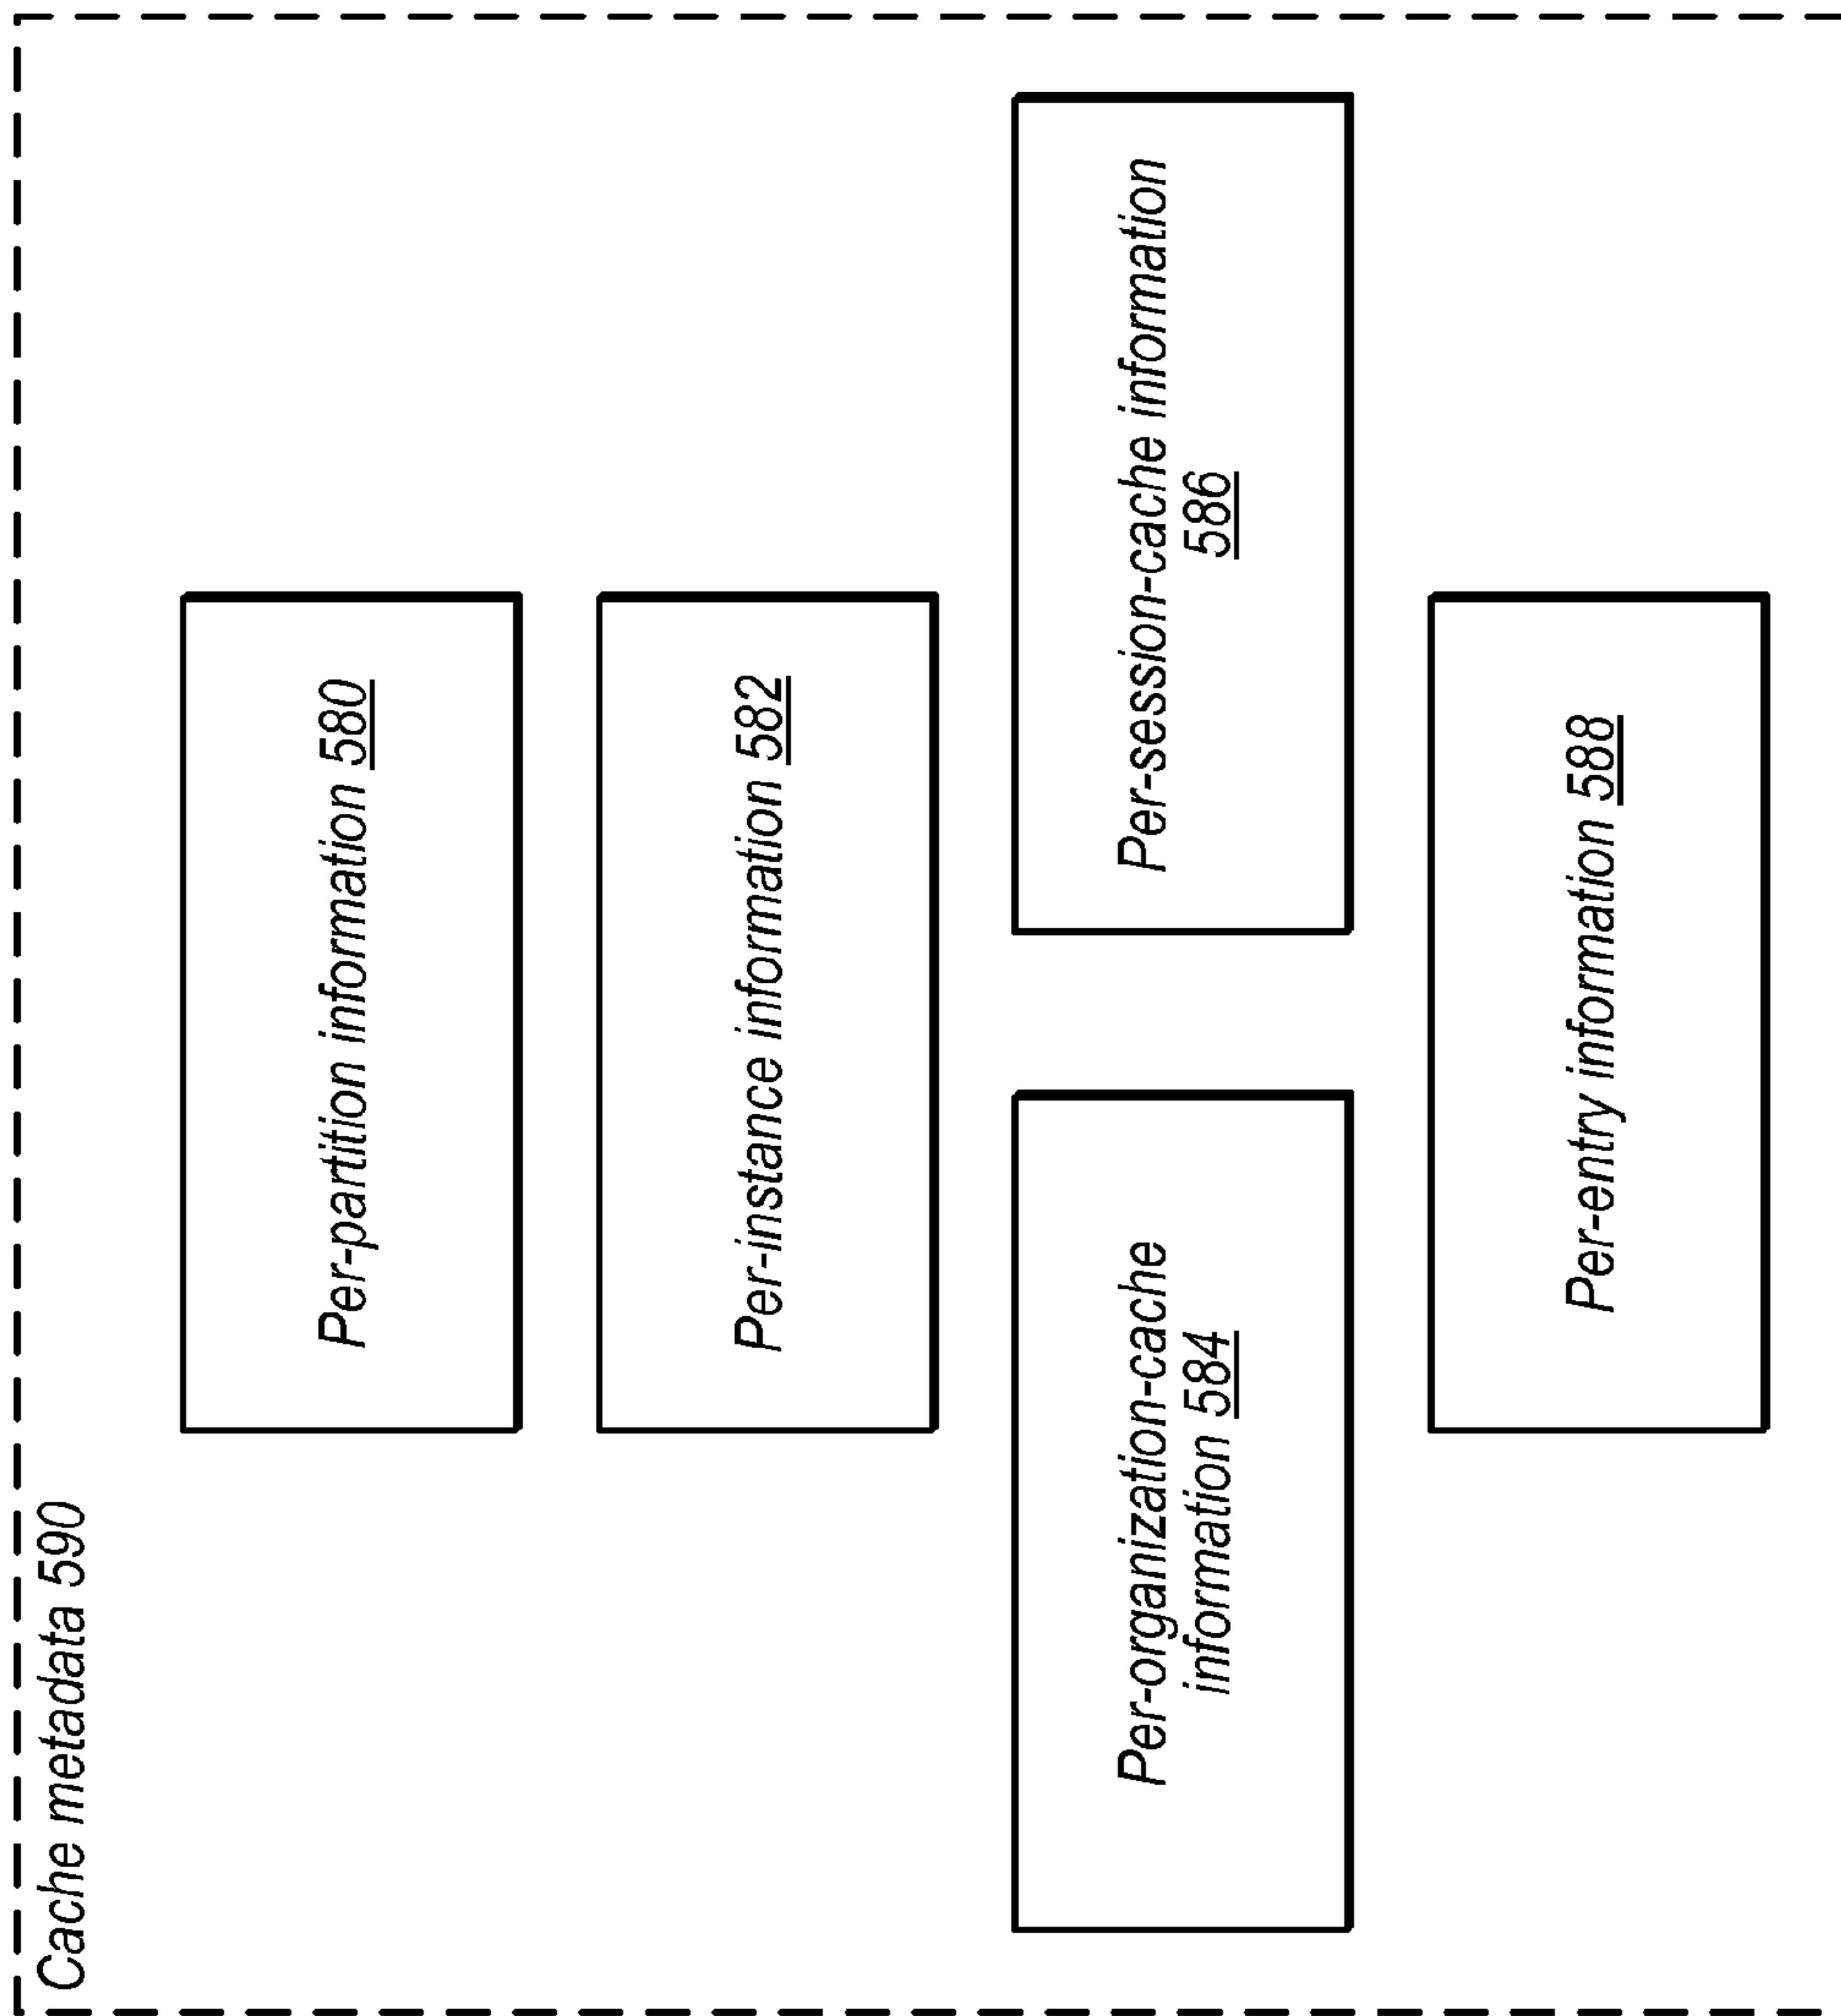 Cache metadata 590
Per-partition information 580
Per-instance information 582
Per-organization-cache
information 584
Per-session-cache information
586
Per-entry information 588